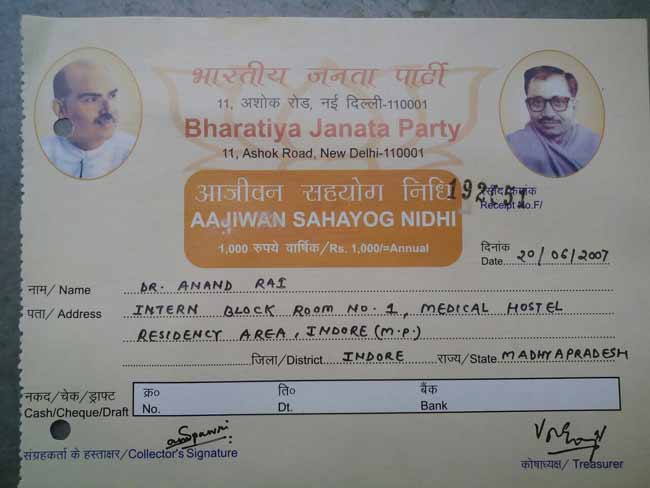 भारतीय जनता पार्टी
11, अशोक रोड, नई दिल्ली-110001
Bharatiya Janata Party
11, Ashok Road, New Delhi-110001
आजीवन सहयोग निधि
रसीद क्रमांक
Receipt No.F/
AAJIWAN SAHAYOG NIDHI
1,000 रुपये वार्षिक/Rs. 1,000/=Annual
दिनांक
Date 20/06/2007
नाम/ Name DR. ANAND RAI
पता/ Address INTERN BLOCK ROOM NO. 1, MEDICAL HOSTEL
RESIDENCY AREA, INDORE (M.P.)
जिला/District INDORE राज्य/State MADHYAPRADESH
नकद/चेक/ड्राफ्ट क्र० ति० बैंक
Cash/Cheque/Draft No. Dt. Bank
संग्रहकर्ता के हस्ताक्षर/Collector's Signature कोषाध्यक्ष/ Treasurer